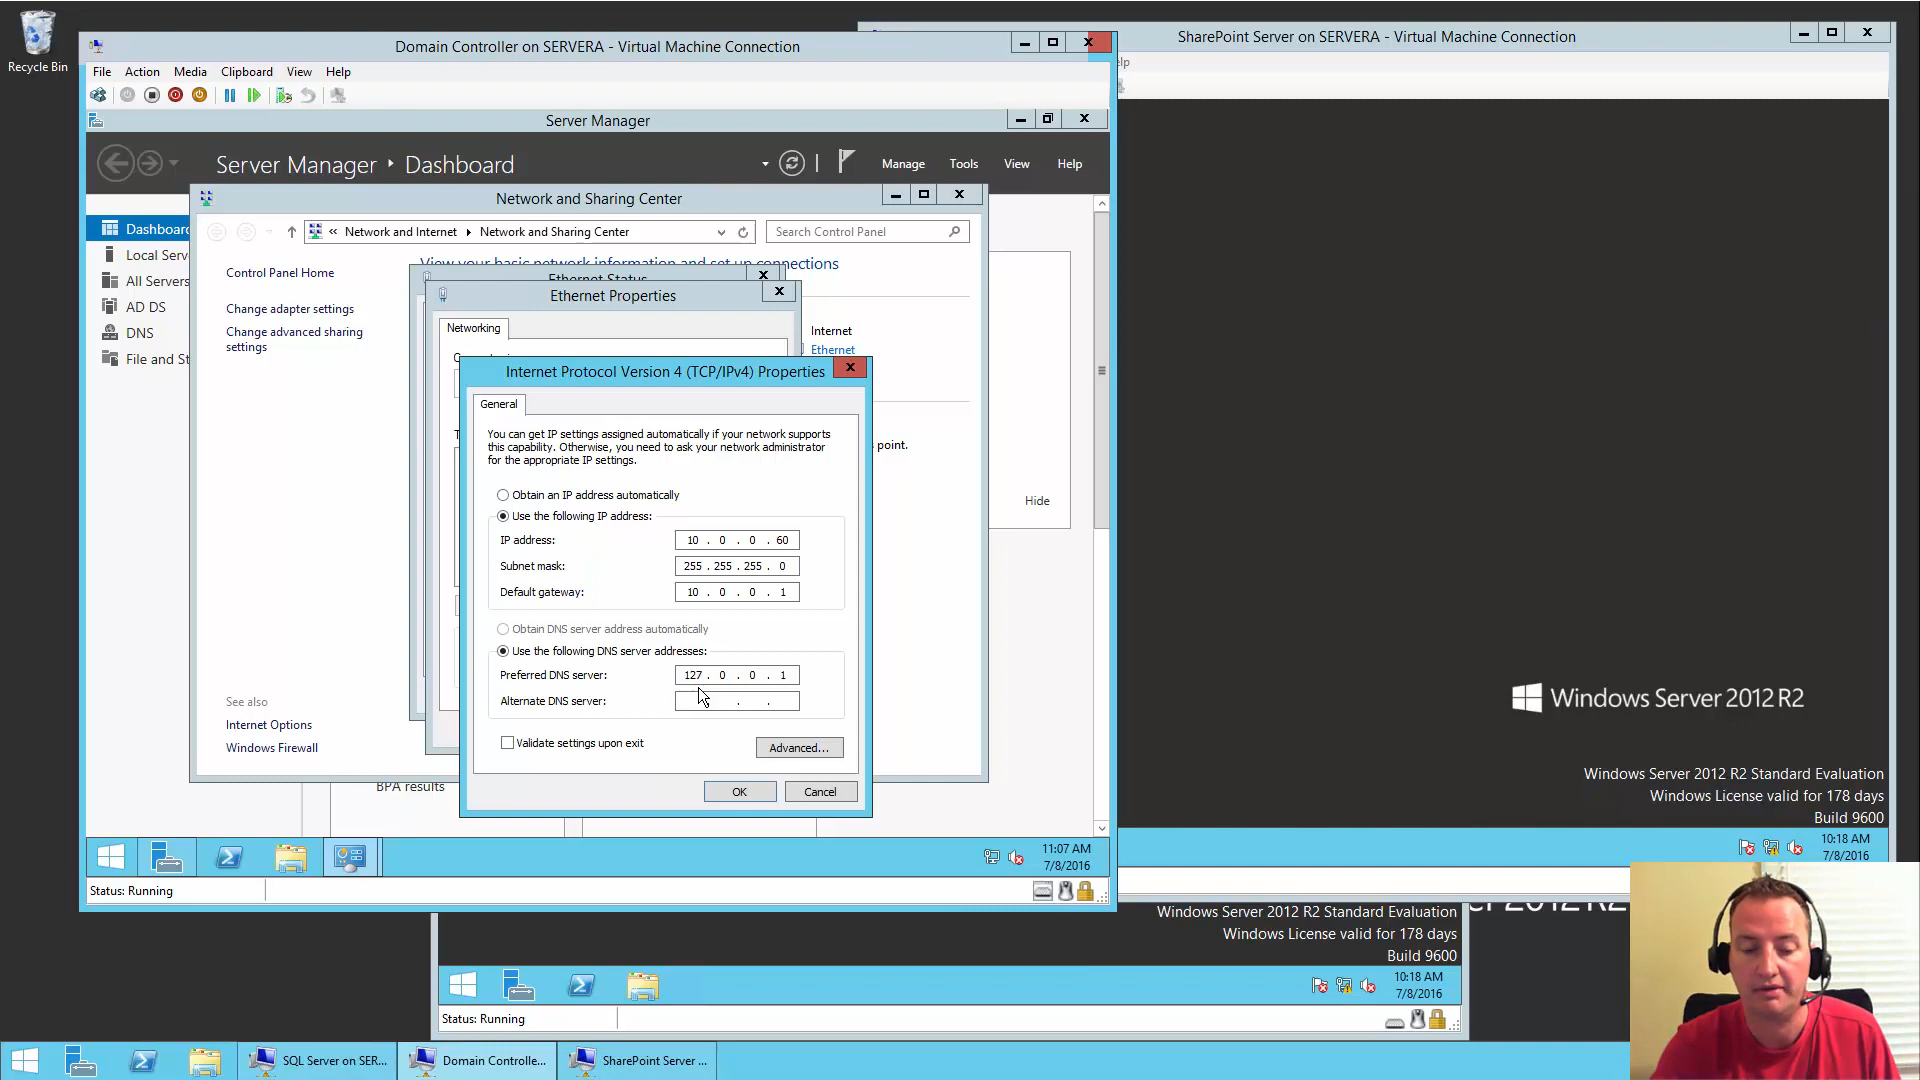 Recycle Bin
Domain Controller on SERVERA - Virtual Machine Connection
File Action Media Clipboard View Help
Server Manager
Server Manager Dashboard
Manage Tools View Help
Dashboard
Local Serv
All Servers
AD DS
DNS
File and St
Network and Sharing Center
« Network and Internet Network and Sharing Center
Search Control Panel
Control Panel Home
Change adapter settings
Change advanced sharing
settings
See also
Internet Options
Windows Firewall
View your basic network information and set up connections
Internet
Ethernet
point.
Hide
BPA results
Ethernet Status
Ethernet Properties
Networking
Internet Protocol Version 4 (TCP/IPv4) Properties
General
You can get IP settings assigned automatically if your network supports
this capability. Otherwise, you need to ask your network administrator
for the appropriate IP settings.
Obtain an IP address automatically
Use the following IP address:
IP address: 10 . 0 . 0 . 60
Subnet mask: 255 . 255 . 255 . 0
Default gateway: 10 . 0 . 0 . 1
Obtain DNS server address automatically
Use the following DNS server addresses:
Preferred DNS server: 127 . 0 . 0 . 1
Alternate DNS server: . .
Validate settings upon exit
Advanced...
OK Cancel
11:07 AM
7/8/2016
Status: Running
SharePoint Server on SERVERA - Virtual Machine Connection
elp
Windows Server 2012 R2
Windows Server 2012 R2 Standard Evaluation
Windows License valid for 178 days
Build 9600
10:18 AM
7/8/2016
Windows Server 2012 R2 Standard Evaluation
Windows License valid for 178 days
Build 9600
10:18 AM
7/8/2016
Status: Running
SQL Server on SER...
Domain Controlle...
SharePoint Server ...